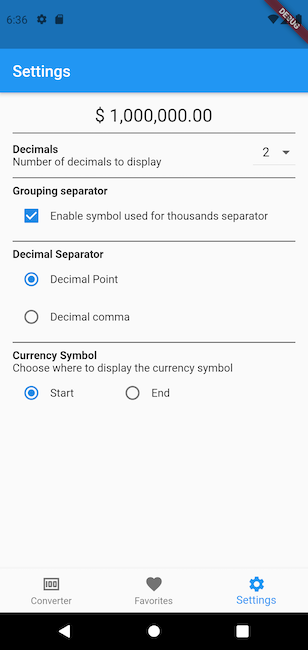 6:36
DEBUG
Settings
$ 1,000,000.00
Decimals
Number of decimals to display
2
Grouping separator
Enable symbol used for thousands separator
Decimal Separator
Decimal Point
Decimal comma
Currency Symbol
Choose where to display the currency symbol
Start End
100
Converter Favorites Settings